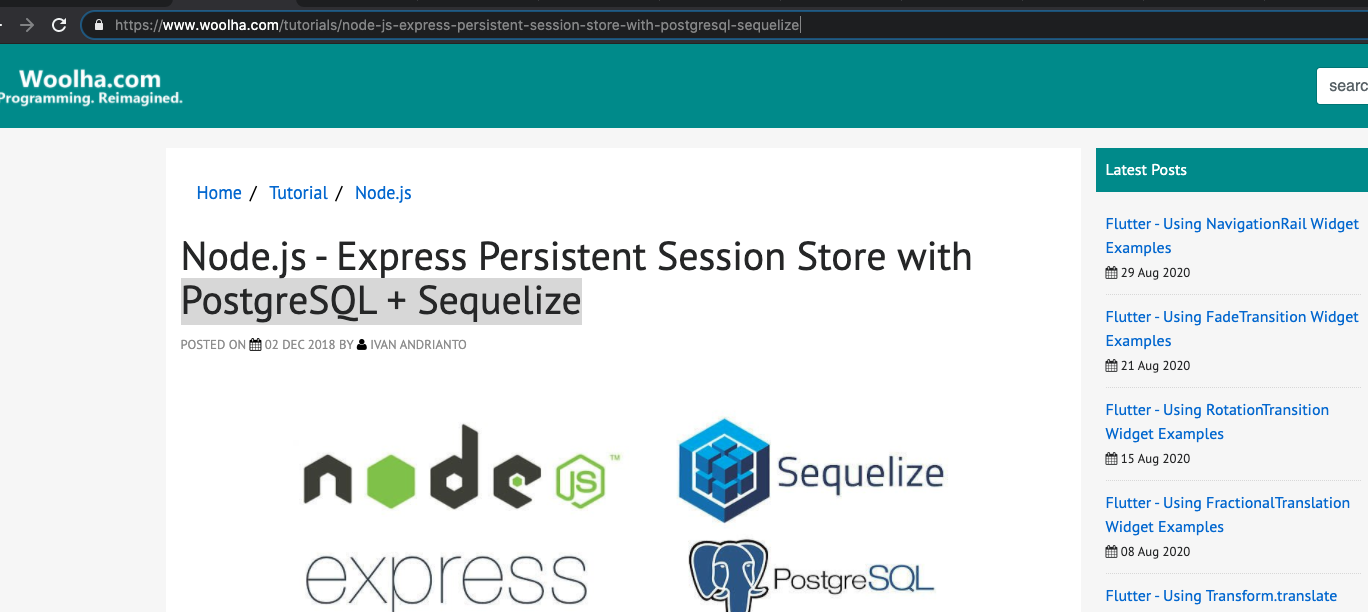 https://www.woolha.com/tutorials/node-js-express-persistent-session-store-with-postgresql-sequelize
Woolha.com
Programming. Reimagined.
searc
Home / Tutorial / Node.js
Node.js - Express Persistent Session Store with
PostgreSQL + Sequelize
POSTED ON 02 DEC 2018 BY IVAN ANDRIANTO
node JS ™
Sequelize
express
PostgreSQL
Latest Posts
Flutter - Using NavigationRail Widget
Examples
29 Aug 2020
Flutter - Using FadeTransition Widget
Examples
21 Aug 2020
Flutter - Using RotationTransition
Widget Examples
15 Aug 2020
Flutter - Using FractionalTranslation
Widget Examples
08 Aug 2020
Flutter - Using Transform.translate